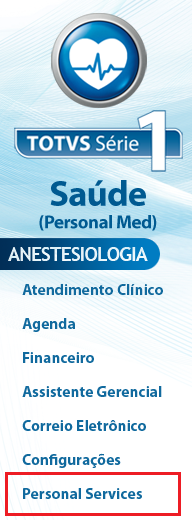 TOTVS Série 1
Saúde
(Personal Med)
ANESTESIOLOGIA
Atendimento Clínico
Agenda
Financeiro
Assistente Gerencial
Correio Eletrônico
Configurações
Personal Services